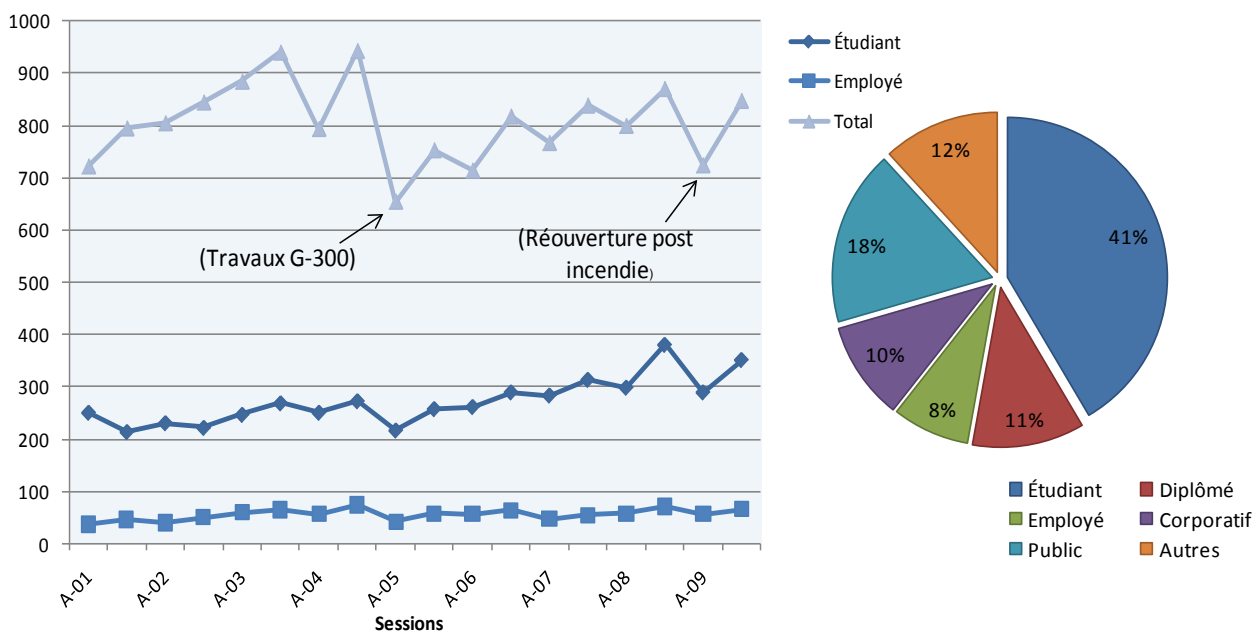 1000
900
800
700
600
500
400
300
200
100
0
(Travaux G-300)
(Réouverture post
incendie)
A-01
A-02
A-03
A-04
A-05
A-06
A-07
A-08
A-09
Sessions
Étudiant
Employé
Total
12%
41%
18%
10%
8%
11%
Étudiant
Diplômé
Employé
Corporatif
Public
Autres